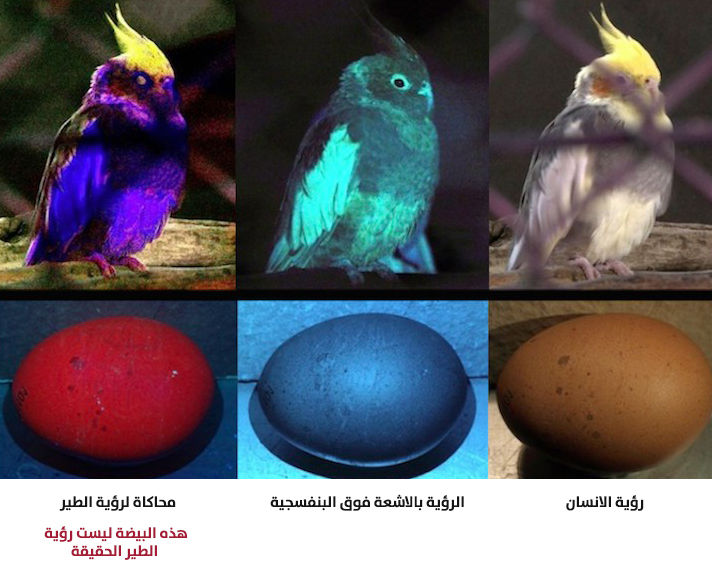 رؤية الانسان
الرؤية بالاشعة فوق البنفسجية
محاكاة لرؤية الطير
هذه البيضة ليست رؤية
الطير الحقيقة